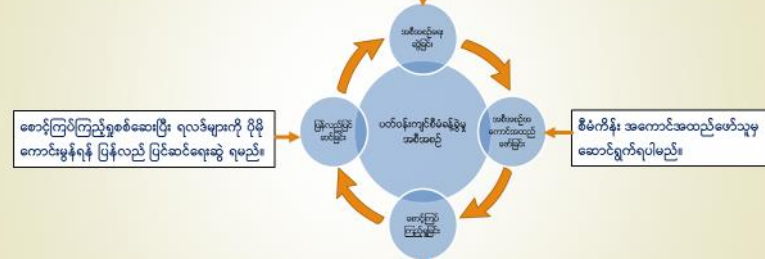 အစီအစဉ်ရေး
ဆွဲခြင်း
စောင့်ကြပ်ကြည့်ရှုစစ်ဆေးပြီး ရလဒ်များကို ပိုမို
ကောင်းမွန်ရန် ပြန်လည် ပြင်ဆင်ရေးဆွဲ ရမည်။
ပြန်လည်ပြင်
ဆင်ခြင်း
ပတ်ဝန်းကျင်စီမံခန့်ခွဲမှု
အစီအစဉ်
အစီအစဉ်အ
ကောင်အထည်
ဖော်ခြင်း
စီမံကိန်း အကောင်အထည်ဖော်သူမှ
ဆောင်ရွက်ရပါမည်။
စောင့်ကြပ်
ကြည့်ရှုခြင်း